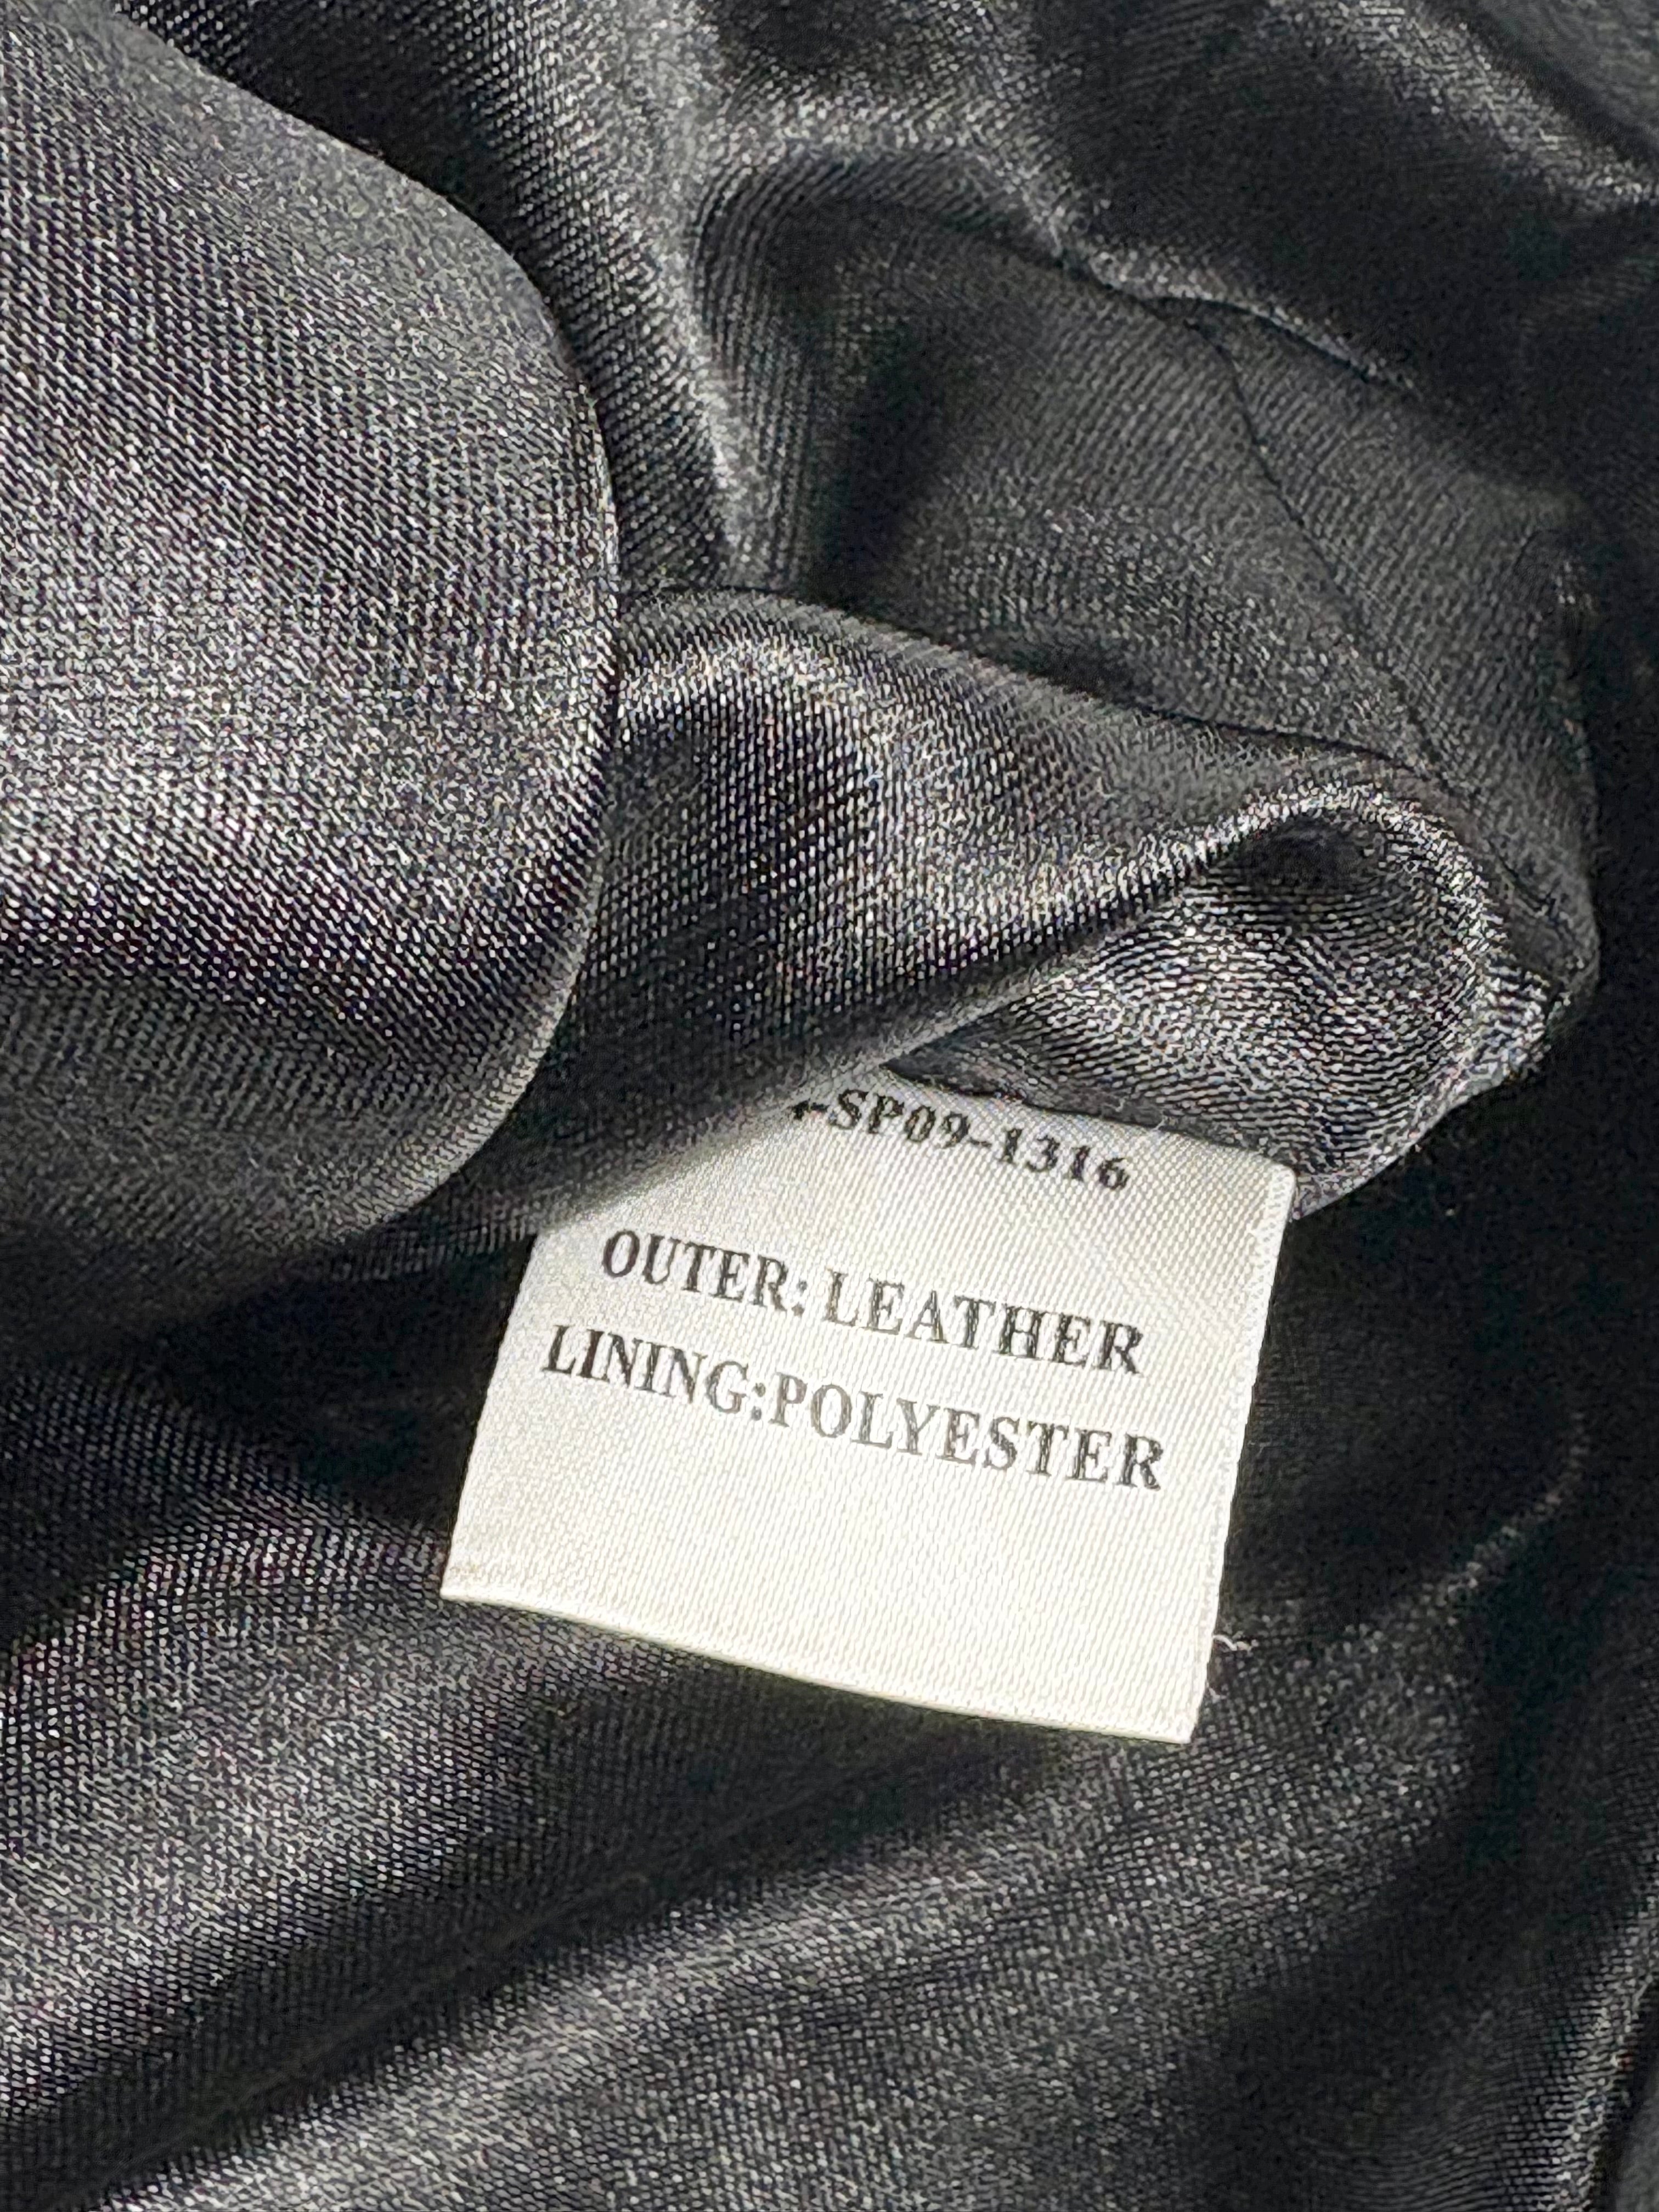 -SP09-1316
OUTER: LEATHER
LINING:POLYESTER